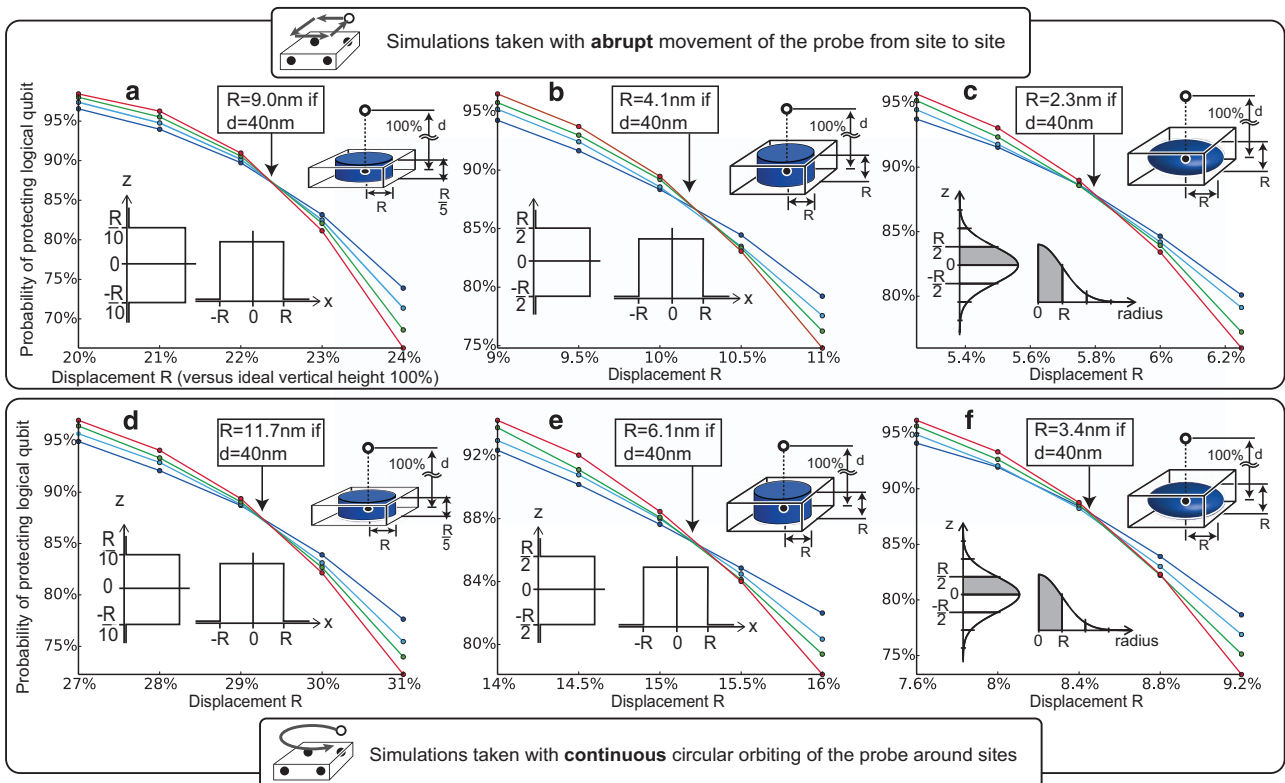 Simulations taken with abrupt movement of the probe from site to site
Probability of protecting logical qubit
a
95%
90%
85%
80%
75%
70%
20%
21%
22%
23%
24%
Displacement R (versus ideal vertical height 100%)
R=9.0nm if
d=40nm
100%
d
R
R
5
z
R
10
0
-R
10
-R
0
R
x
b
95%
90%
85%
80%
75%
9%
9.5%
10%
10.5%
11%
Displacement R
R=4.1nm if
d=40nm
100%
d
R
R
z
R
2
0
-R
2
-R
0
R
x
c
95%
90%
85%
80%
5.4%
5.6%
5.8%
6%
6.2%
Displacement R
R=2.3nm if
d=40nm
100%
d
R
R
z
R
2
0
-R
2
0
R
radius
Probability of protecting logical qubit
d
95%
90%
85%
80%
75%
27%
28%
29%
30%
31%
Displacement R
R=11.7nm if
d=40nm
100%
d
R
R
5
z
R
10
0
-R
10
-R
0
R
x
e
92%
88%
84%
80%
14%
14.5%
15%
15.5%
16%
Displacement R
R=6.1nm if
d=40nm
100%
d
R
R
z
R
2
0
-R
2
-R
0
R
x
f
95%
90%
85%
80%
75%
7.6%
8%
8.4%
8.8%
9.2%
Displacement R
R=3.4nm if
d=40nm
100%
d
R
R
z
R
2
0
-R
2
0
R
radius
Simulations taken with continuous circular orbiting of the probe around sites